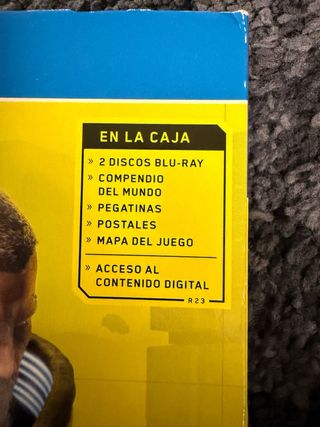 EN LA CAJA
» 2 DISCOS BLU-RAY
» COMPENDIO
DEL MUNDO
» PEGATINAS
» POSTALES
» MAPA DEL JUEGO
» ACCESO AL
CONTENIDO DIGITAL
R23